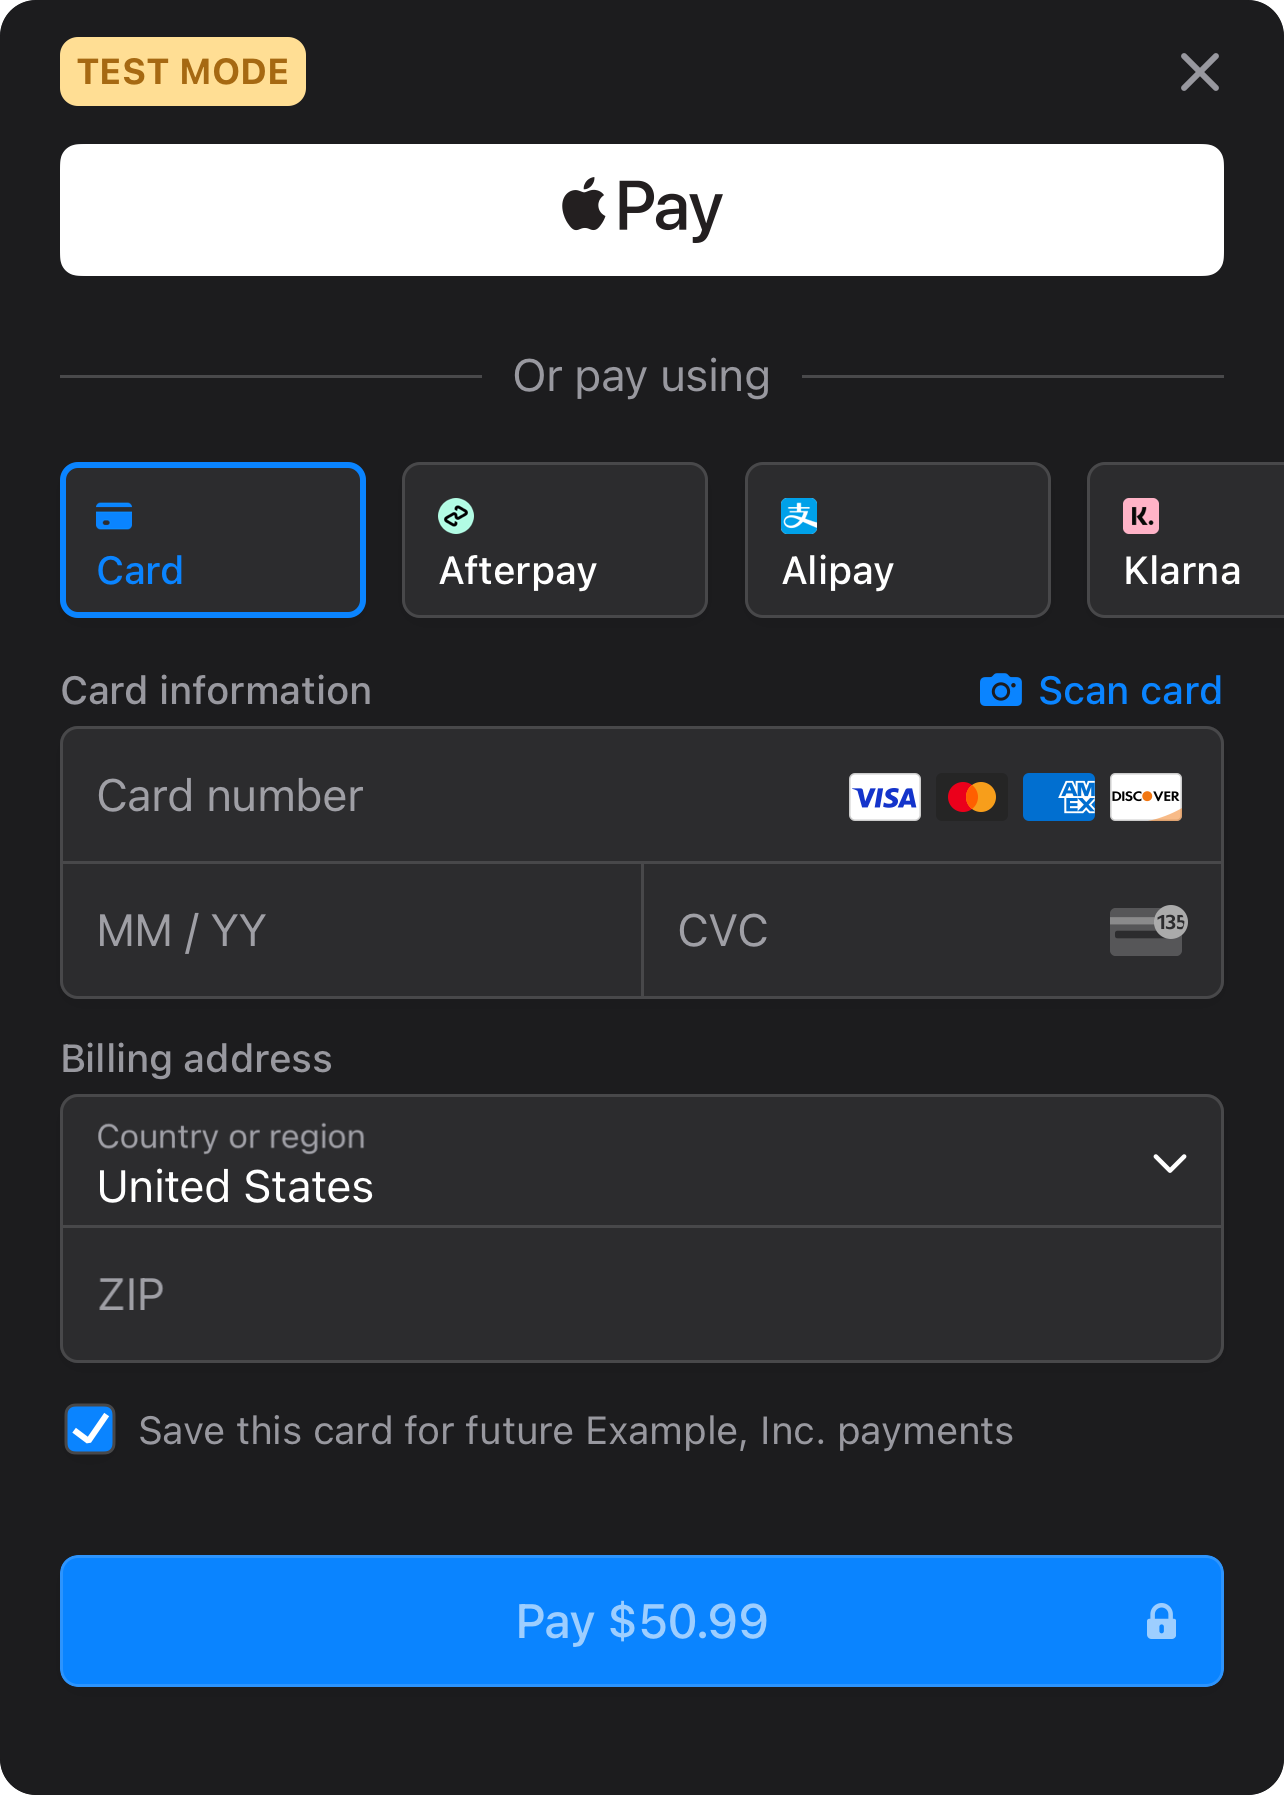 TEST MODE
Pay
Or pay using
Card
Afterpay
支
Alipay
K.
Klarna
Card information
Scan card
Card number
VISA
AM
EX
DISCOVER
MM / YY
CVC
135
Billing address
Country or region
United States
ZIP
Save this card for future Example, Inc. payments
Pay $50.99